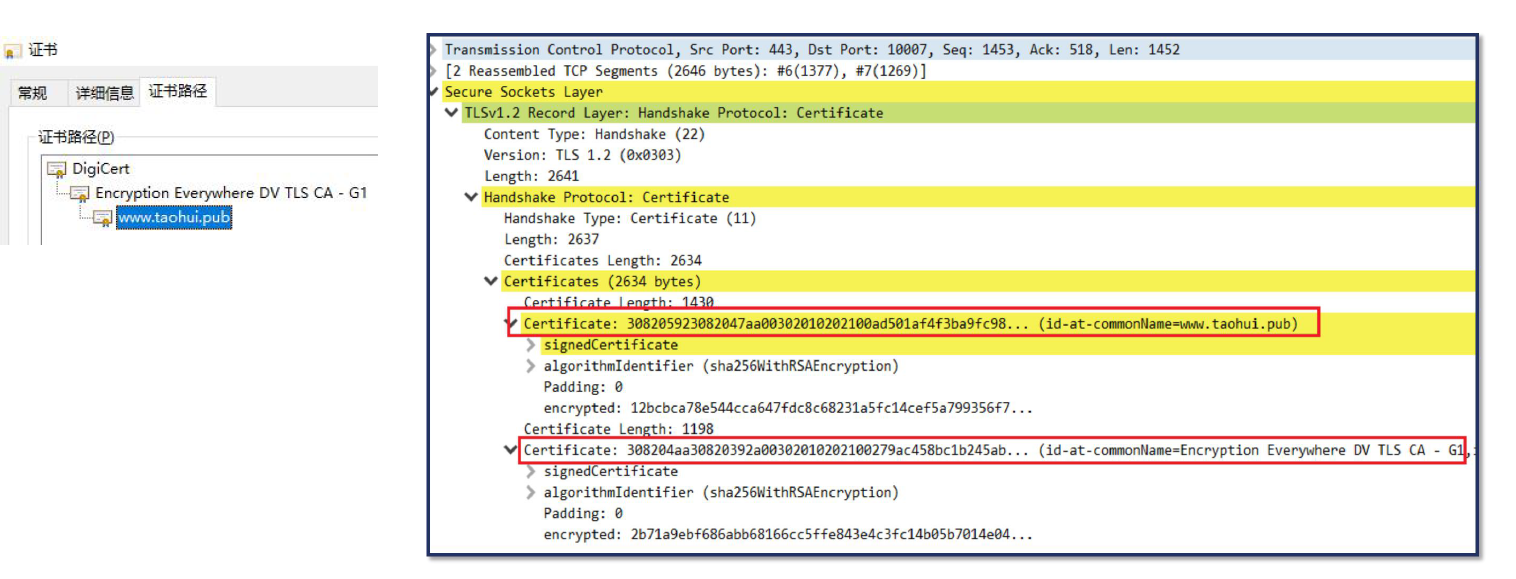 证书
常规 详细信息 证书路径
证书路径(P)
DigiCert
Encryption Everywhere DV TLS CA - G1
www.taohui.pub
Transmission Control Protocol, Src Port: 443, Dst Port: 10007, Seq: 1453, Ack: 518, Len: 1452
[2 Reassembled TCP Segments (2646 bytes): #6(1377), #7(1269)]
Secure Sockets Layer
TLSv1.2 Record Layer: Handshake Protocol: Certificate
Content Type: Handshake (22)
Version: TLS 1.2 (0x0303)
Length: 2641
Handshake Protocol: Certificate
Handshake Type: Certificate (11)
Length: 2637
Certificates Length: 2634
Certificates (2634 bytes)
Certificate Length: 1430
Certificate: 308205923082047aa00302010202100ad501af4f3ba9fc98... (id-at-commonName=www.taohui.pub)
signedCertificate
algorithmIdentifier (sha256WithRSAEncryption)
Padding: 0
encrypted: 12bcbca78e544cca647fdc8c68231a5fc14cef5a799356f7...
Certificate Length: 1198
Certificate: 308204aa30820392a00302010202100279ac458bc1b245ab... (id-at-commonName=Encryption Everywhere DV TLS CA - G1,
signedCertificate
algorithmIdentifier (sha256WithRSAEncryption)
Padding: 0
encrypted: 2b71a9ebf686abb68166cc5ffe843e4c3fc14b05b7014e04...